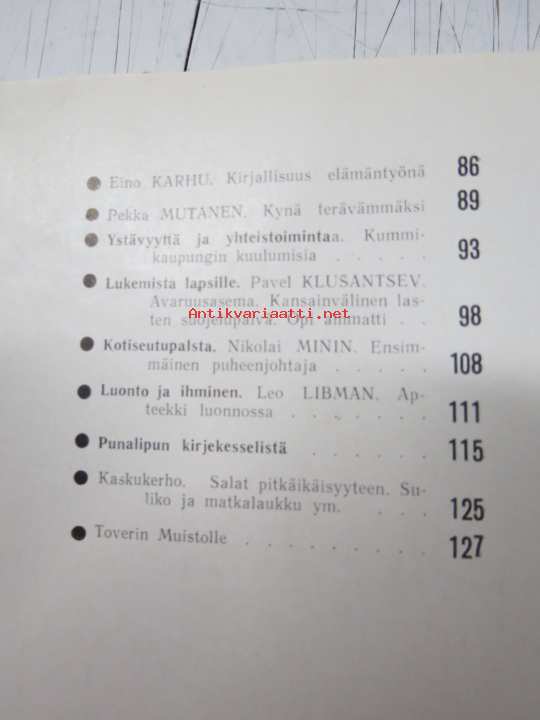 ● Eino KARHU. Kirjallisuus elämäntyönä 86
● Pekka MUTANEN. Kynä terävämmäksi 89
● Ystävyyttä ja yhteistoimintaa. Kummi-
kaupungin kuulumisia . . . . . 93
● Lukemista lapsille. Pavel KLUSANTSEV.
Avaruusasema. Kansainvälinen las-
ten suojelupäivä. Opi ammatti . . 98
Antikvariaatti.net
● Kotiseutupalsta. Nikolai MININ. Ensim-
mäinen puheenjohtaja . . . . . 108
● Luonto ja ihminen. Leo LIBMAN. Ap-
teekki luonnossa . . . . . . . 111
● Punalipun kirjekesselistä . . . . . . 115
● Kaskukerho. Salat pitkäikäisyyteen. Su-
liko ja matkalaukku ym. . . . 125
● Toverin Muistolle . . . . . . . . 127